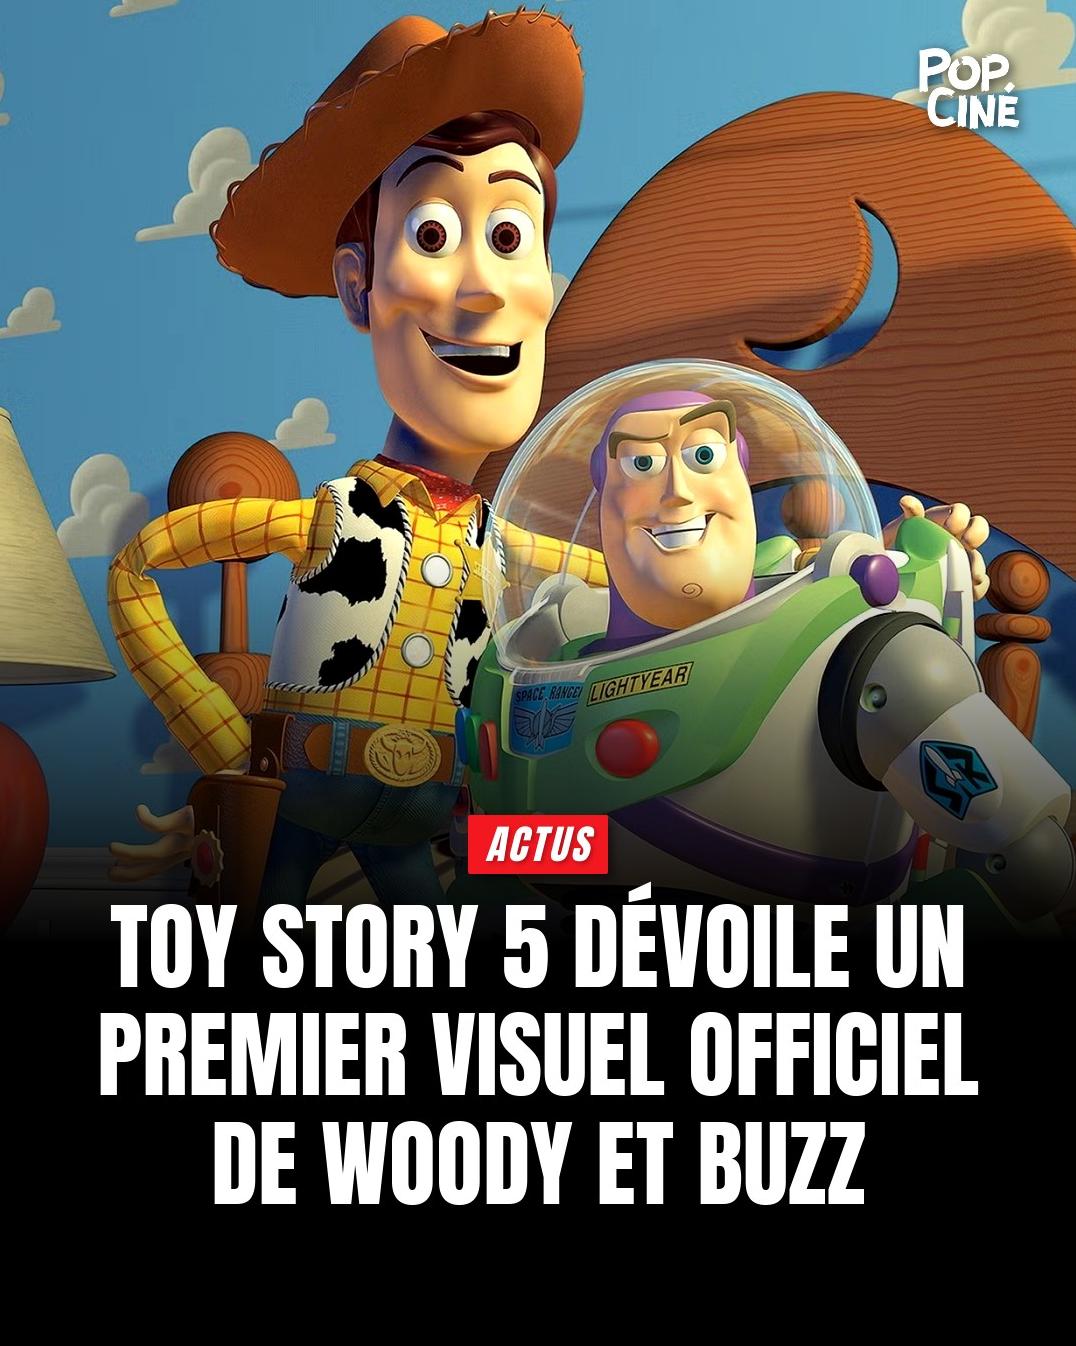 POP
CINÉ
SPACE RANGER
LIGHTYEAR
ACTUS
TOY STORY 5 DÉVOILE UN
PREMIER VISUEL OFFICIEL
DE WOODY ET BUZZ